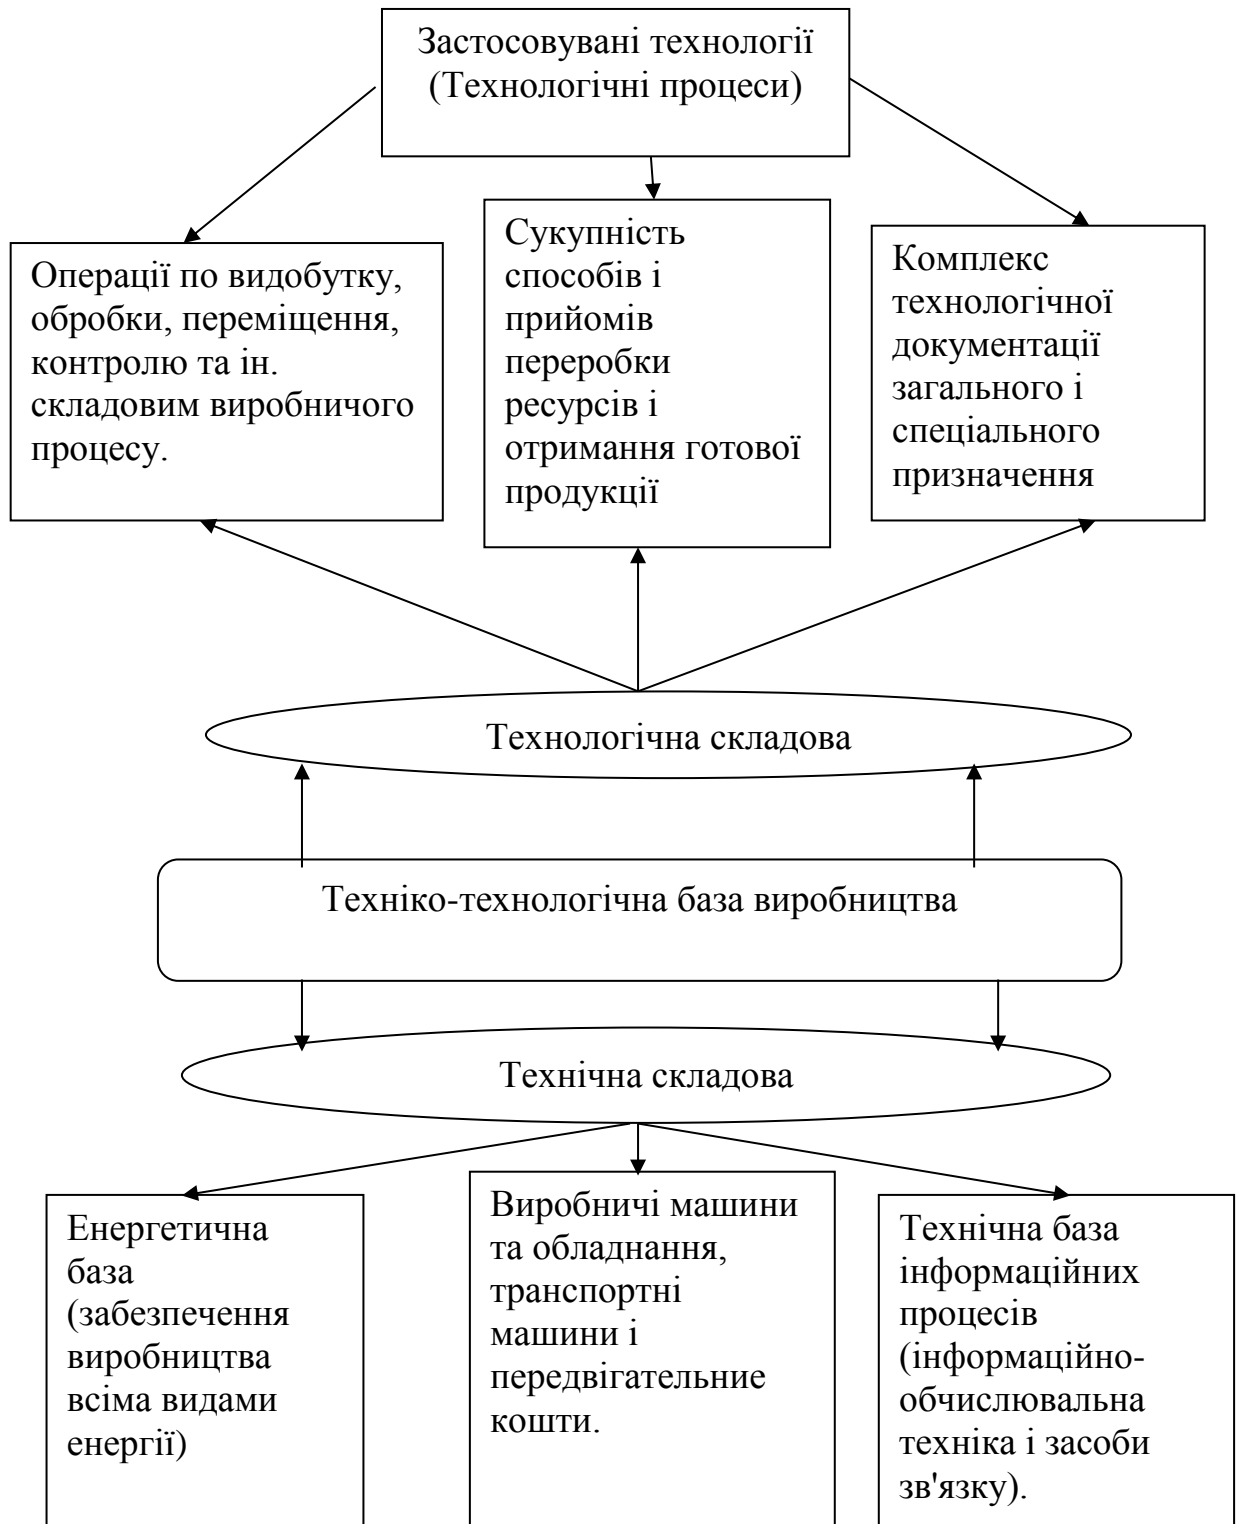 Застосовувані технології
(Технологічні процеси)
Операції по видобутку,
обробки, переміщення,
контролю та ін.
складовим виробничого
процесу.
Сукупність
способів і
прийомів
переробки
ресурсів і
отримання готової
продукції
Комплекс
технологічної
документації
загального і
спеціального
призначення
Технологічна складова
Техніко-технологічна база виробництва
Технічна складова
Енергетична
база
(забезпечення
виробництва
всіма видами
енергії)
Виробничі машини
та обладнання,
транспортні
машини і
передвігательние
кошти.
Технічна база
інформаційних
процесів
(інформаційно-
обчислювальна
техніка і засоби
зв'язку).